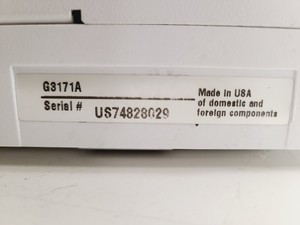 G3171A
Serial # US74828029
Made in USA
of domestic and
foreign components